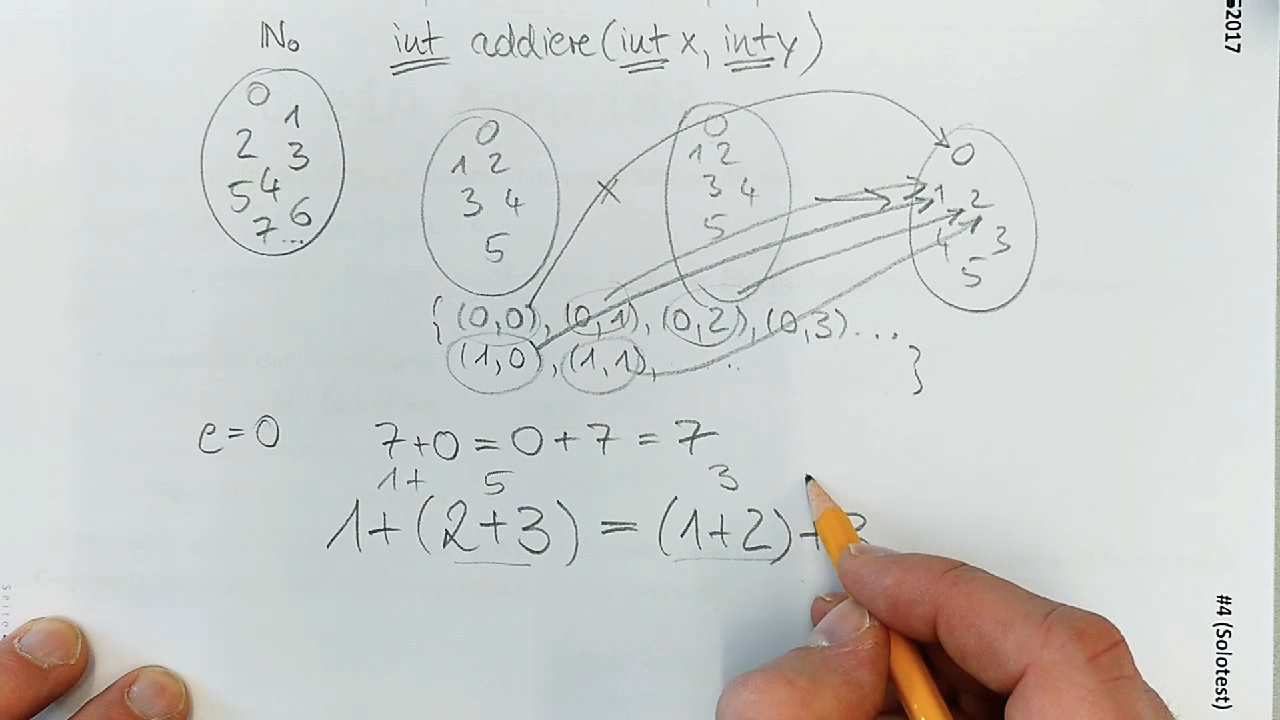 ℕ₀ int addiere(int x, int y)
0
1
2 3
5 4
7... 6
0
1 2
3 4
5
0
1 2
3 4
5
0
1 2
4 3
5
{(0,0), (0,1), (0,2), (0,3)...
(1,0), (1,1), .. }
e=0 7+0=0+7=7
1+ 5 3
1+(2+3) = (1+2)+
2017
#4 (Solotest)
Seite